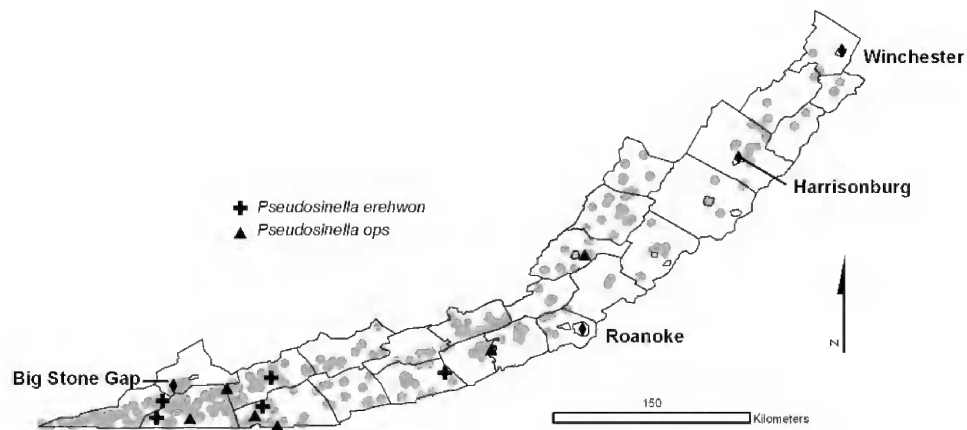 Winchester
Harrisonburg
Pseudosinella erehwon
Pseudosinella ops
Roanoke
N
Big Stone Gap
150
Kilometers